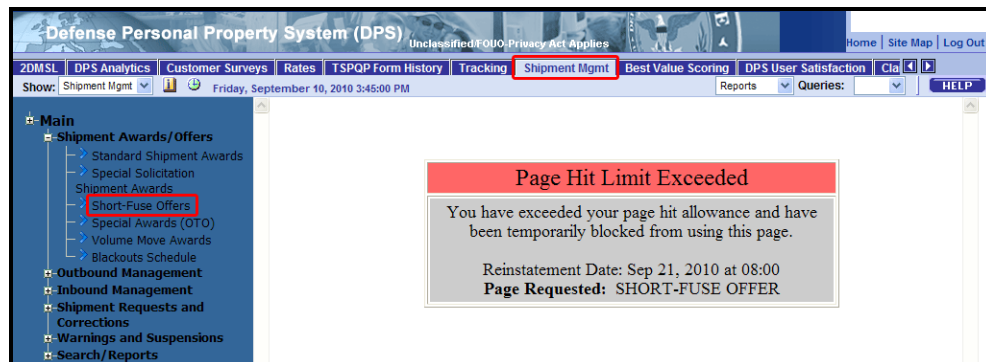 Defense Personal Property System (DPS)
Unclassified/FOUO-Privacy Act Applies
Home | Site Map | Log Out
2DMSL DPS Analytics Customer Surveys Rates TSPQP Form History Tracking Shipment Mgmt Best Value Scoring DPS User Satisfaction Cla
Show: Shipment Mgmt Friday, September 10, 2010 3:45:00 PM Reports Queries: HELP
Main
Shipment Awards/Offers
Standard Shipment Awards
Special Solicitation
Shipment Awards
Short-Fuse Offers
Special Awards (OTO)
Volume Move Awards
Blackouts Schedule
Outbound Management
Inbound Management
Shipment Requests and
Corrections
Warnings and Suspensions
Search/Reports
Page Hit Limit Exceeded
You have exceeded your page hit allowance and have
been temporarily blocked from using this page.
Reinstatement Date: Sep 21, 2010 at 08:00
Page Requested: SHORT-FUSE OFFER